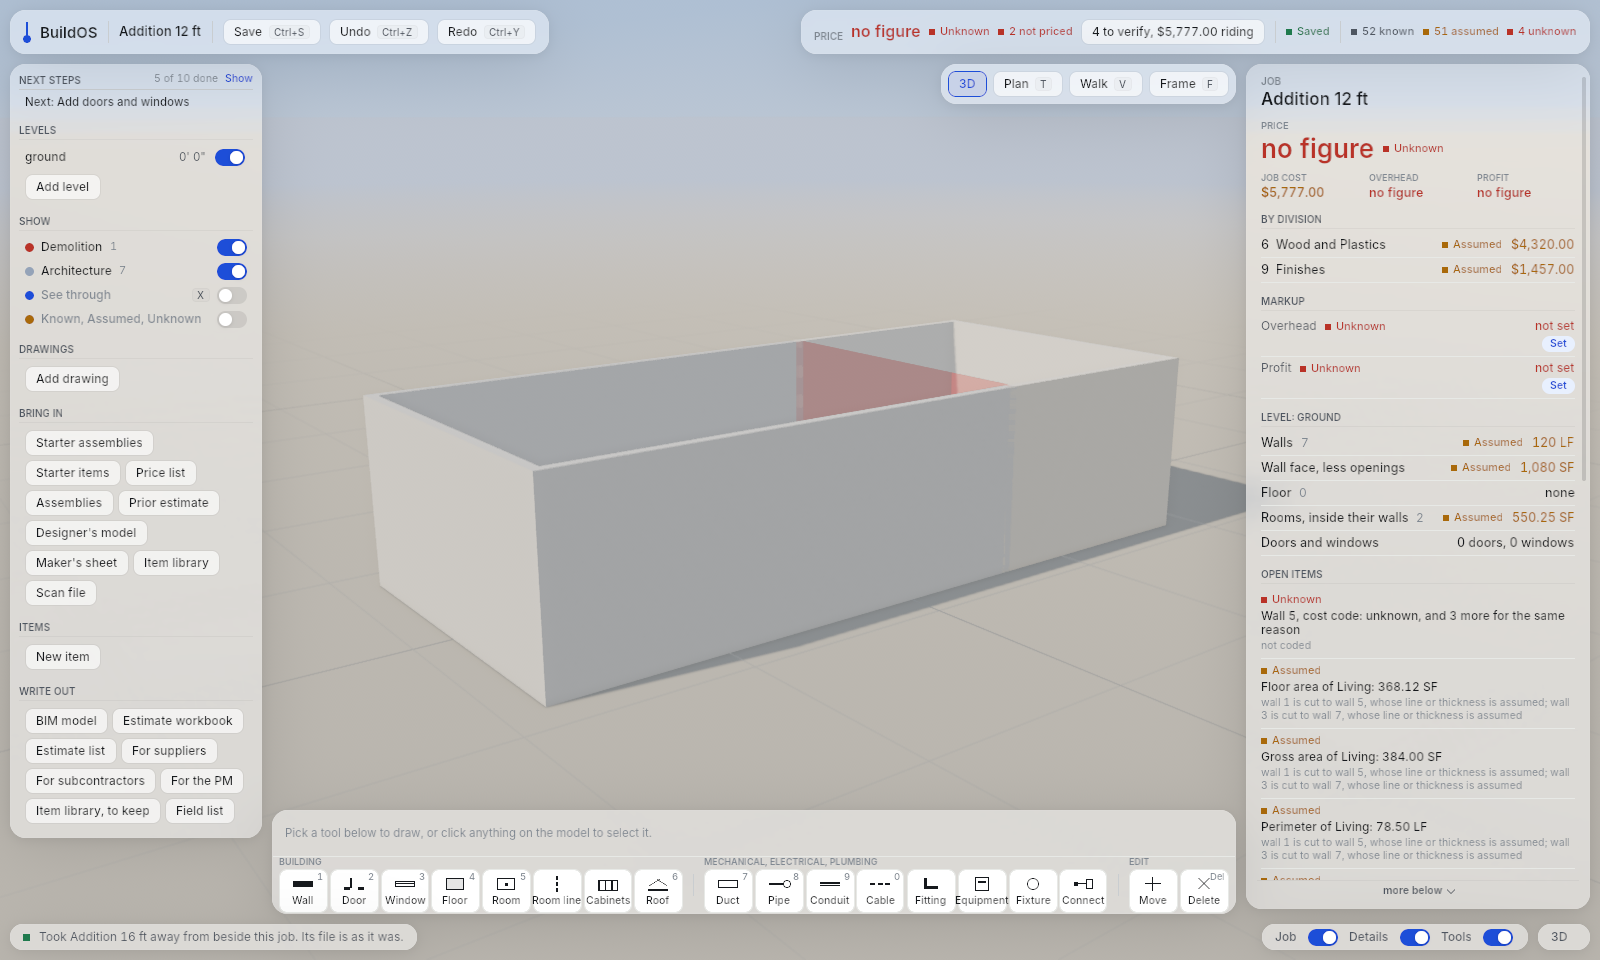 BuildOS
Addition 12 ft
Save Ctrl+S
Undo Ctrl+Z
Redo Ctrl+Y
PRICE no figure Unknown 2 not priced
4 to verify, $5,777.00 riding
Saved
52 known 51 assumed 4 unknown
NEXT STEPS 5 of 10 done Show
Next: Add doors and windows
LEVELS
ground 0' 0"
Add level
SHOW
Demolition 1
Architecture 7
See through X
Known, Assumed, Unknown
DRAWINGS
Add drawing
BRING IN
Starter assemblies
Starter items Price list
Assemblies Prior estimate
Designer's model
Maker's sheet Item library
Scan file
ITEMS
New item
WRITE OUT
BIM model Estimate workbook
Estimate list For suppliers
For subcontractors For the PM
Item library, to keep Field list
3D Plan T Walk V Frame F
JOB
Addition 12 ft
PRICE
no figure Unknown
JOB COST OVERHEAD PROFIT
$5,777.00 no figure no figure
BY DIVISION
6 Wood and Plastics Assumed $4,320.00
9 Finishes Assumed $1,457.00
MARKUP
Overhead Unknown not set
Set
Profit Unknown not set
Set
LEVEL: GROUND
Walls 7 Assumed 120 LF
Wall face, less openings Assumed 1,080 SF
Floor 0 none
Rooms, inside their walls 2 Assumed 550.25 SF
Doors and windows 0 doors, 0 windows
OPEN ITEMS
Unknown
Wall 5, cost code: unknown, and 3 more for the same
reason
not coded
Assumed
Floor area of Living: 368.12 SF
wall 1 is cut to wall 5, whose line or thickness is assumed; wall
3 is cut to wall 7, whose line or thickness is assumed
Assumed
Gross area of Living: 384.00 SF
wall 1 is cut to wall 5, whose line or thickness is assumed; wall
3 is cut to wall 7, whose line or thickness is assumed
Assumed
Perimeter of Living: 78.50 LF
wall 1 is cut to wall 5, whose line or thickness is assumed; wall
3 is cut to wall 7, whose line or thickness is assumed
more below
Pick a tool below to draw, or click anything on the model to select it.
BUILDING MECHANICAL, ELECTRICAL, PLUMBING EDIT
1 2 3 4 5 6 7 8 9 0 Del
Wall Door Window Floor Room Room line Cabinets Roof Duct Pipe Conduit Cable Fitting Equipment Fixture Connect Move Delete
Took Addition 16 ft away from beside this job. Its file is as it was.
Job Details Tools 3D